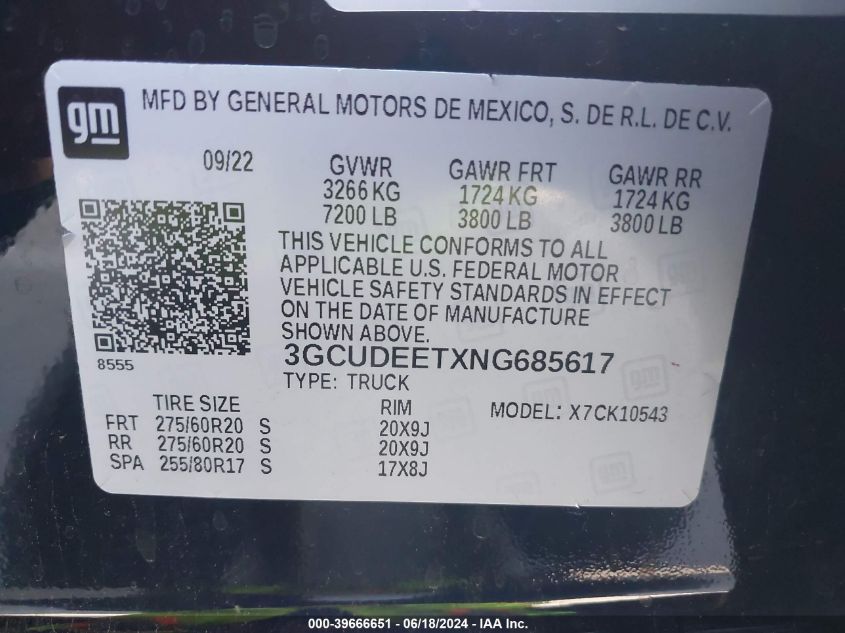 gm
MFD BY GENERAL MOTORS DE MEXICO, S. DE R.L. DE C.V.
09/22 GVWR GAWR FRT GAWR RR
3266 KG 1724 KG 1724 KG
7200 LB 3800 LB 3800 LB
THIS VEHICLE CONFORMS TO ALL
APPLICABLE U.S. FEDERAL MOTOR
VEHICLE SAFETY STANDARDS IN EFFECT
ON THE DATE OF MANUFACTURE
SHOWN ABOVE.
8555 3GCUDEETXNG685617
TYPE: TRUCK
TIRE SIZE RIM MODEL: X7CK10543
FRT 275/60R20 S 20X9J
RR 275/60R20 S 20X9J
SPA 255/80R17 S 17X8J
000-39666651 - 06/18/2024 - IAAI.com